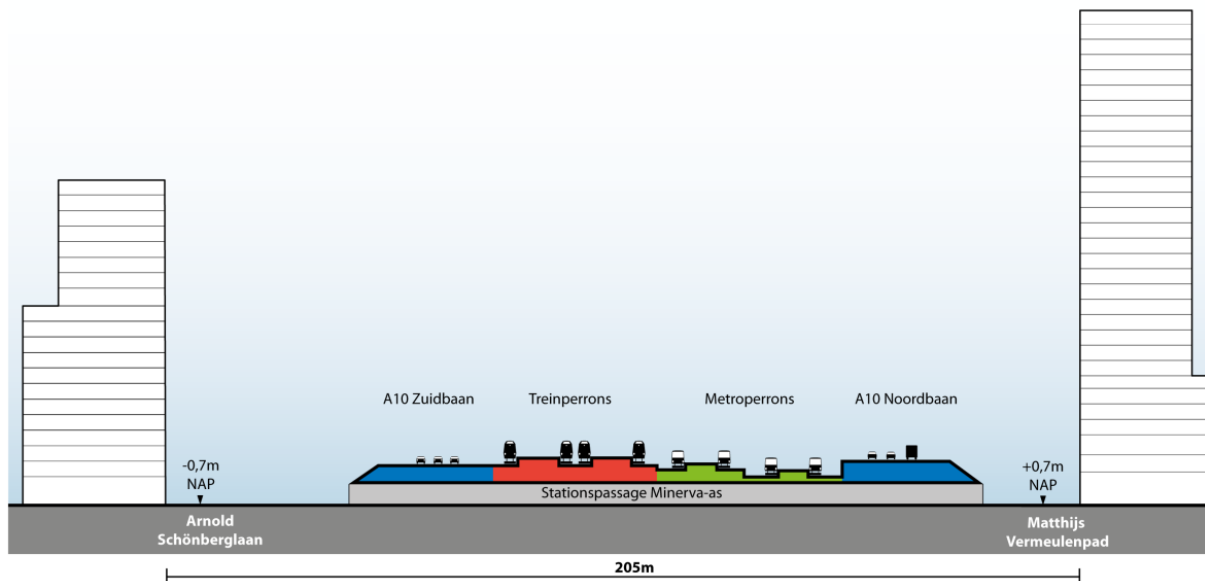 A10 Zuidbaan
Treinperrons
Metroperrons
A10 Noordbaan
-0,7m
NAP
+0,7m
NAP
Stationspassage Minerva-as
Arnold
Schönberglaan
Matthijs
Vermeulenpad
205m